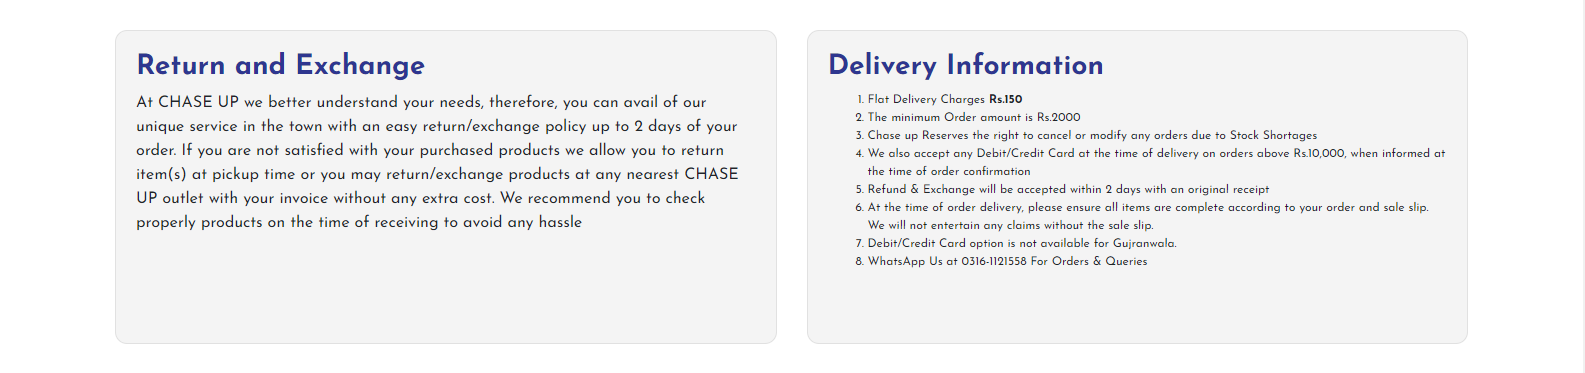 Return and Exchange
At CHASE UP we better understand your needs, therefore, you can avail of our
unique service in the town with an easy return/exchange policy up to 2 days of your
order. If you are not satisfied with your purchased products we allow you to return
item(s) at pickup time or you may return/exchange products at any nearest CHASE
UP outlet with your invoice without any extra cost. We recommend you to check
properly products on the time of receiving to avoid any hassle
Delivery Information
1. Flat Delivery Charges Rs.150
2. The minimum Order amount is Rs.2000
3. Chase up Reserves the right to cancel or modify any orders due to Stock Shortages
4. We also accept any Debit/Credit Card at the time of delivery on orders above Rs.10,000, when informed at
the time of order confirmation
5. Refund & Exchange will be accepted within 2 days with an original receipt
6. At the time of order delivery, please ensure all items are complete according to your order and sale slip.
We will not entertain any claims without the sale slip.
7. Debit/Credit Card option is not available for Gujranwala.
8. WhatsApp Us at 0316-1121558 For Orders & Queries